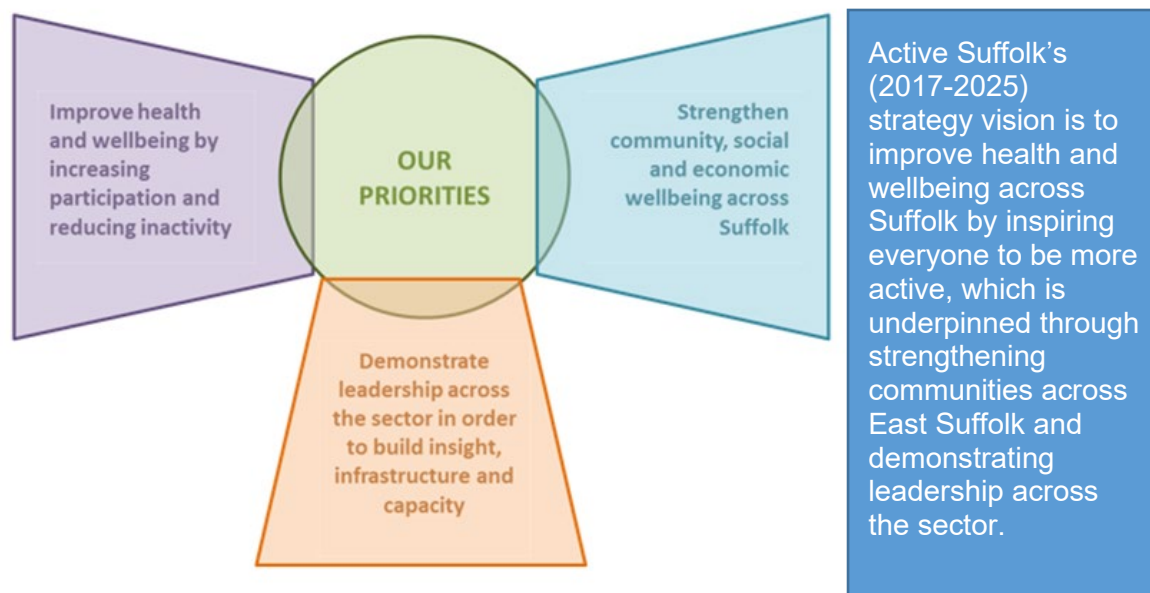 Improve health
and wellbeing by
increasing
participation and
reducing inactivity
OUR
PRIORITIES
Strengthen
community, social
and economic
wellbeing across
Suffolk
Demonstrate
leadership across
the sector in order
to build insight,
infrastructure and
capacity
Active Suffolk’s
(2017-2025)
strategy vision is to
improve health and
wellbeing across
Suffolk by inspiring
everyone to be more
active, which is
underpinned through
strengthening
communities across
East Suffolk and
demonstrating
leadership across
the sector.